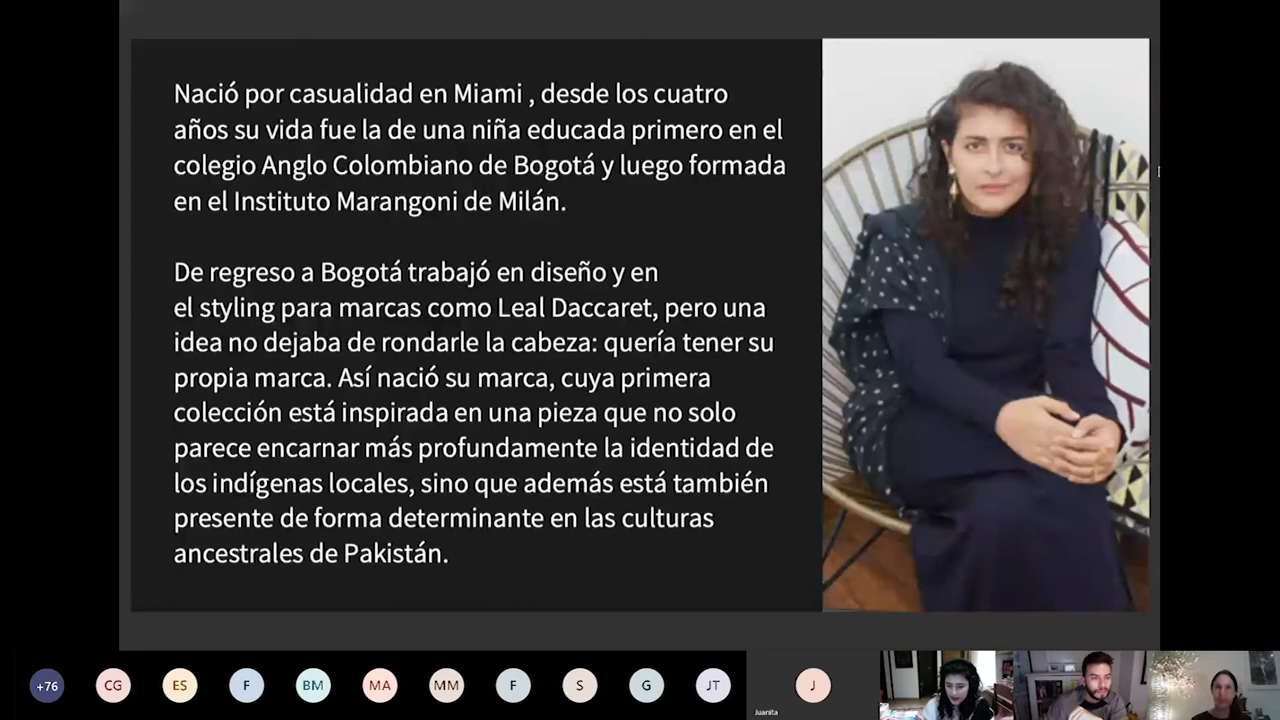 Nació por casualidad en Miami , desde los cuatro
años su vida fue la de una niña educada primero en el
colegio Anglo Colombiano de Bogotá y luego formada
en el Instituto Marangoni de Milán.
De regreso a Bogotá trabajó en diseño y en
el styling para marcas como Leal Daccaret, pero una
idea no dejaba de rondarle la cabeza: quería tener su
propia marca. Así nació su marca, cuya primera
colección está inspirada en una pieza que no solo
parece encarnar más profundamente la identidad de
los indígenas locales, sino que además está también
presente de forma determinante en las culturas
ancestrales de Pakistán.
+76 CG ES F BM MA MM F S G JT J
Juanita